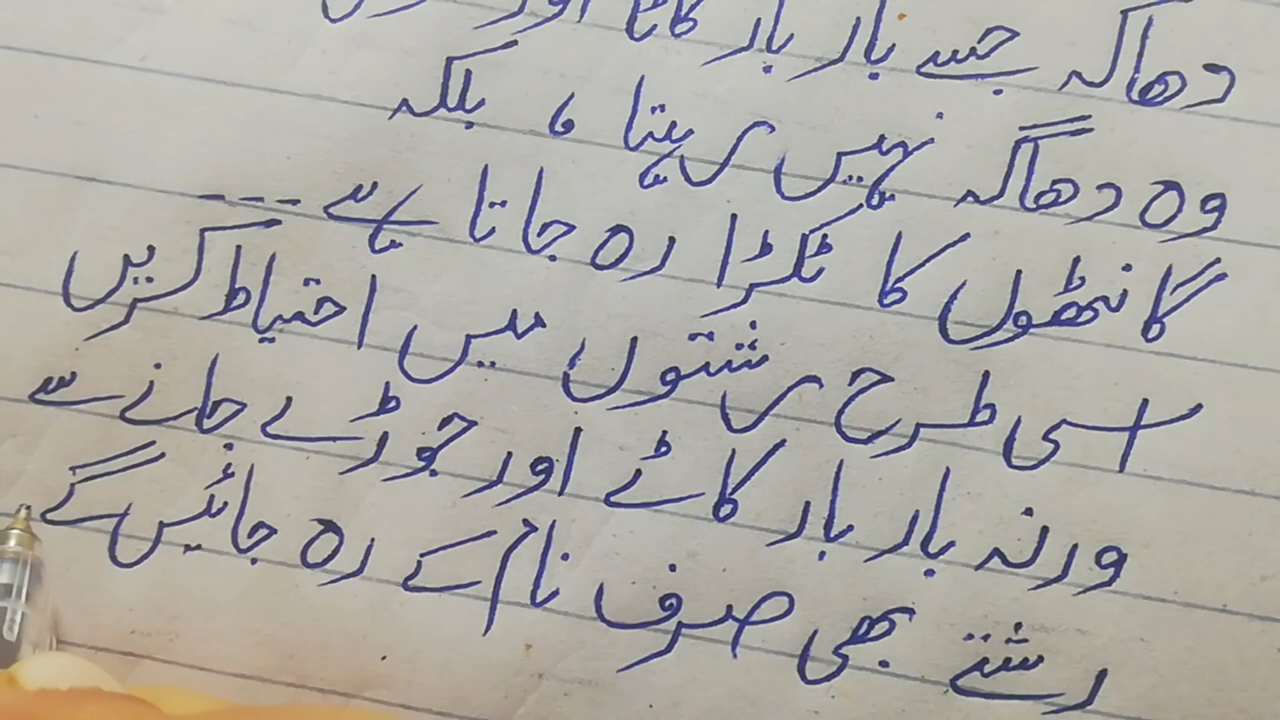 دھاگہ جسے بار بار کاٹا اور
وہ دھاگہ نہیں رہتا ، بلکہ
گانٹھوں کا ٹکڑا رہ جاتا ہے ---
اسی طرح رشتوں میں احتیاط کریں
ورنہ بار بار کاٹے اور جوڑے جانے سے
رشتے بھی صرف نام کے رہ جائیں گے